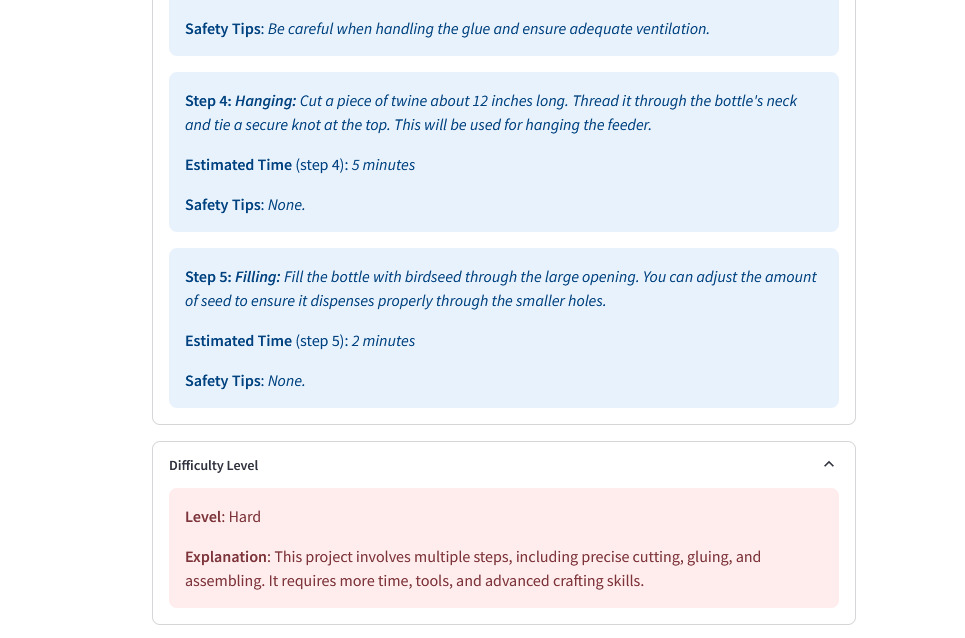 Safety Tips: Be careful when handling the glue and ensure adequate ventilation.
Step 4: Hanging: Cut a piece of twine about 12 inches long. Thread it through the bottle's neck
and tie a secure knot at the top. This will be used for hanging the feeder.
Estimated Time (step 4): 5 minutes
Safety Tips: None.
Step 5: Filling: Fill the bottle with birdseed through the large opening. You can adjust the amount
of seed to ensure it dispenses properly through the smaller holes.
Estimated Time (step 5): 2 minutes
Safety Tips: None.
Difficulty Level
Level: Hard
Explanation: This project involves multiple steps, including precise cutting, gluing, and
assembling. It requires more time, tools, and advanced crafting skills.